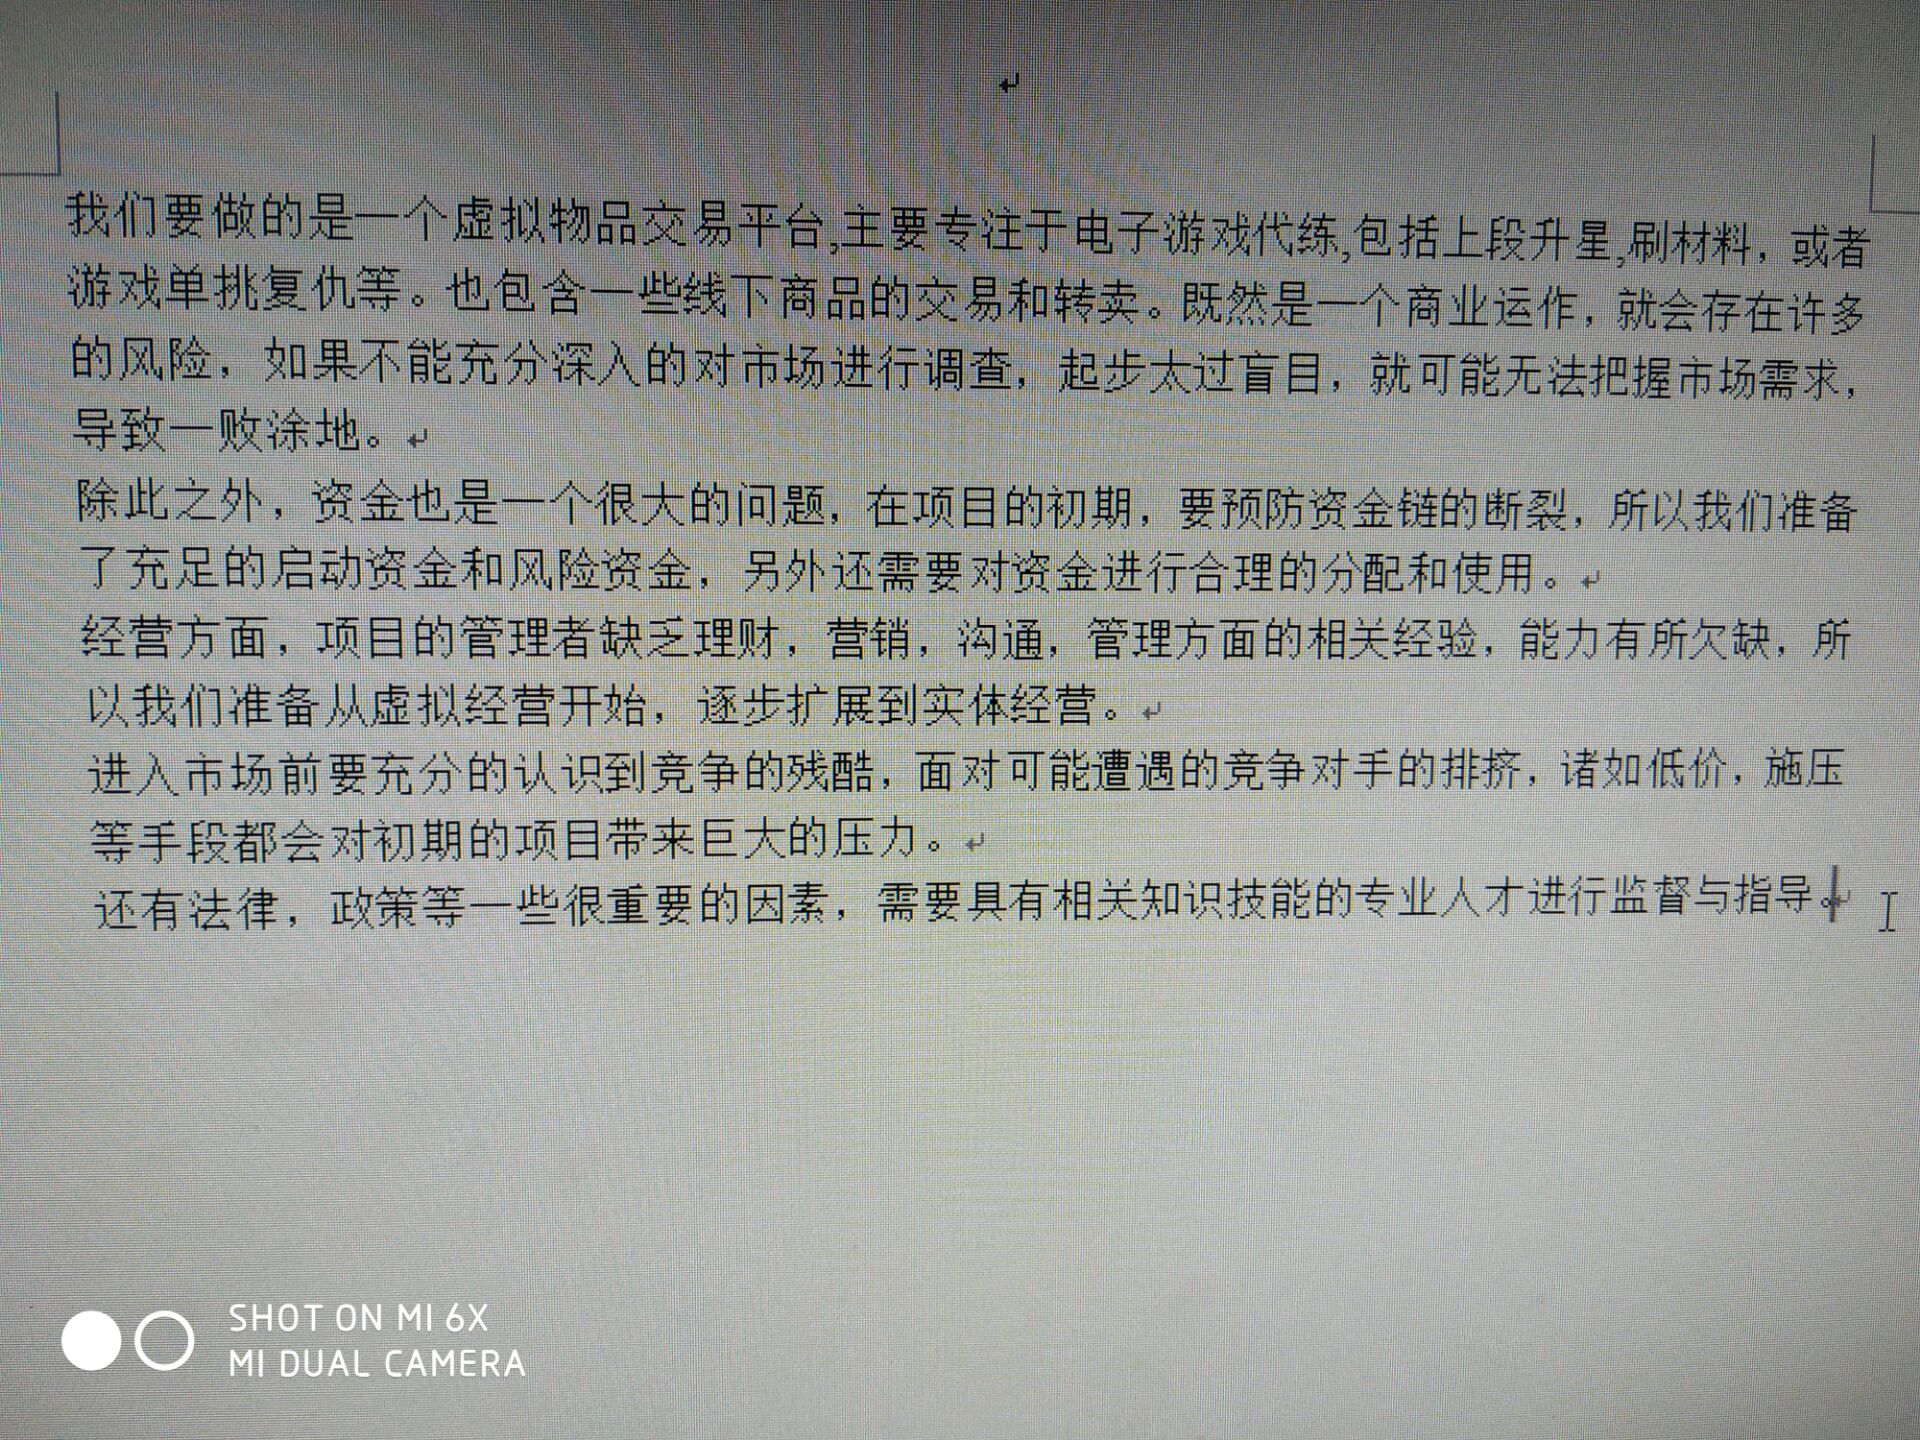 我们要做的是一个虚拟物品交易平台,主要专注于电子游戏代练,包括上段升星,刷材料，或者
游戏单挑复仇等。也包含一些线下商品的交易和转卖。既然是一个商业运作，就会存在许多
的风险，如果不能充分深入的对市场进行调查，起步太过盲目，就可能无法把握市场需求，
导致一败涂地。
除此之外，资金也是一个很大的问题，在项目的初期，要预防资金链的断裂，所以我们准备
了充足的启动资金和风险资金，另外还需要对资金进行合理的分配和使用。
经营方面，项目的管理者缺乏理财，营销，沟通，管理方面的相关经验，能力有所欠缺，所
以我们准备从虚拟经营开始，逐步扩展到实体经营。
进入市场前要充分的认识到竞争的残酷，面对可能遭遇的竞争对手的排挤，诸如低价，施压
等手段都会对初期的项目带来巨大的压力。
还有法律，政策等一些很重要的因素，需要具有相关知识技能的专业人才进行监督与指导。
SHOT ON MI 6X
MI DUAL CAMERA